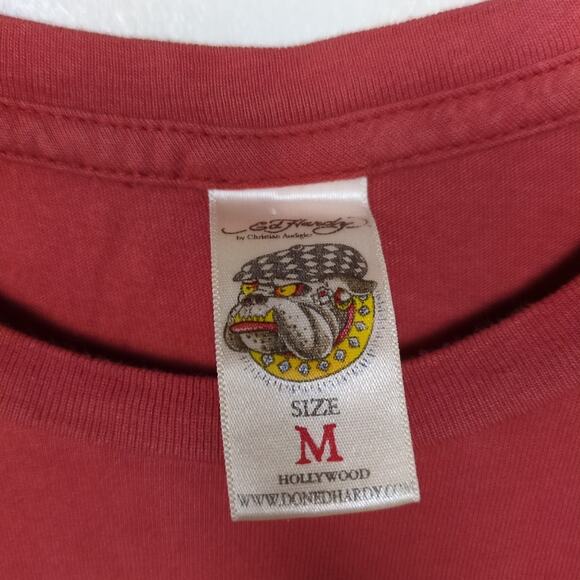 Ed Hardy
by Christian Audigier
SIZE
M
HOLLYWOOD
WWW.DONEDHARDY.COM